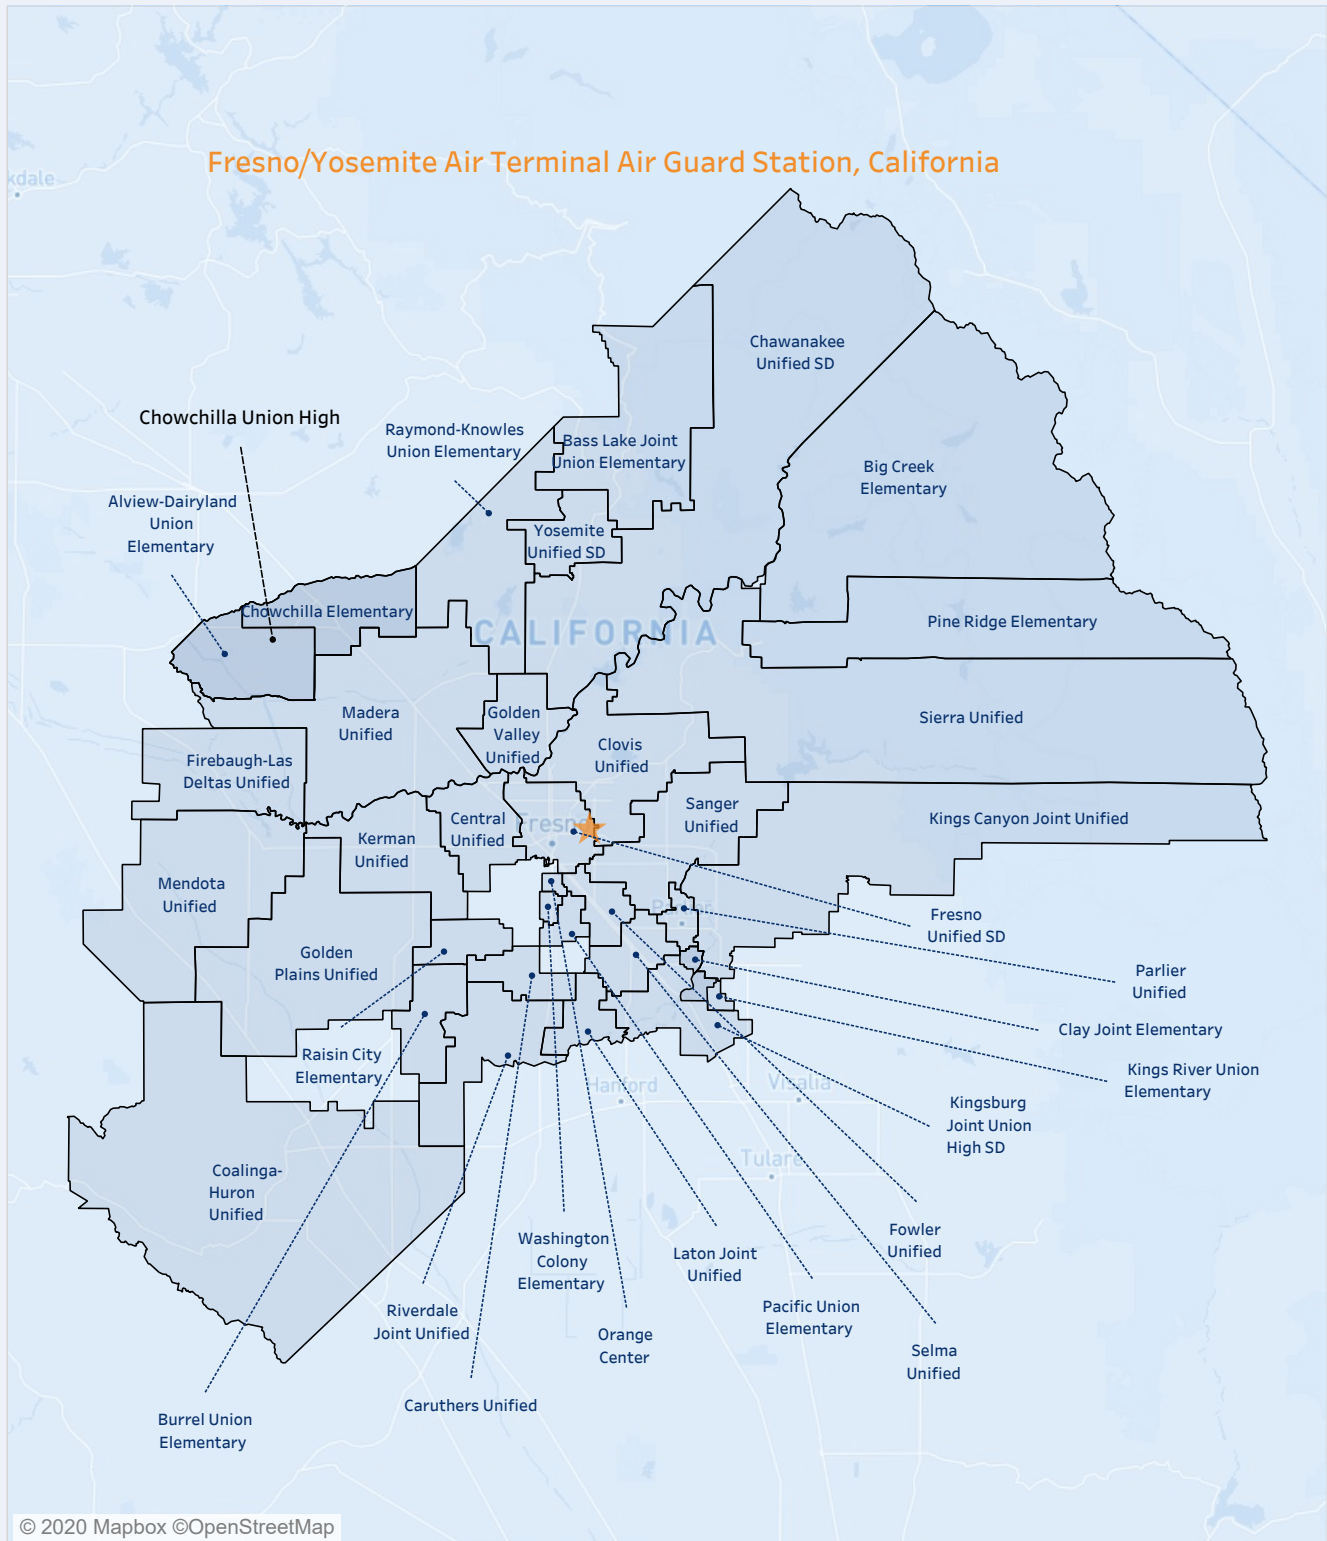 Fresno/Yosemite Air Terminal Air Guard Station, California
kdale
Chawanakee
Unified SD
Chowchilla Union High
Raymond-Knowles
Union Elementary
Bass Lake Joint
Union Elementary
Big Creek
Elementary
Alview-Dairyland
Union
Elementary
Yosemite
Unified SD
Chowchilla Elementary
CALIFORNIA
Pine Ridge Elementary
Madera
Unified
Golden
Valley
Unified
Sierra Unified
Clovis
Unified
Firebaugh-Las
Deltas Unified
Central
Unified
Fresno
Sanger
Unified
Kings Canyon Joint Unified
Kerman
Unified
Mendota
Unified
Parlier
Fresno
Unified SD
Golden
Plains Unified
Parlier
Unified
Clay Joint Elementary
Raisin City
Elementary
Hanford
Visalia
Kings River Union
Elementary
Kingsburg
Joint Union
High SD
Tulare
Coalinga-
Huron
Unified
Washington
Colony
Elementary
Laton Joint
Unified
Fowler
Unified
Riverdale
Joint Unified
Orange
Center
Pacific Union
Elementary
Selma
Unified
Caruthers Unified
Burrel Union
Elementary
© 2020 Mapbox ©OpenStreetMap